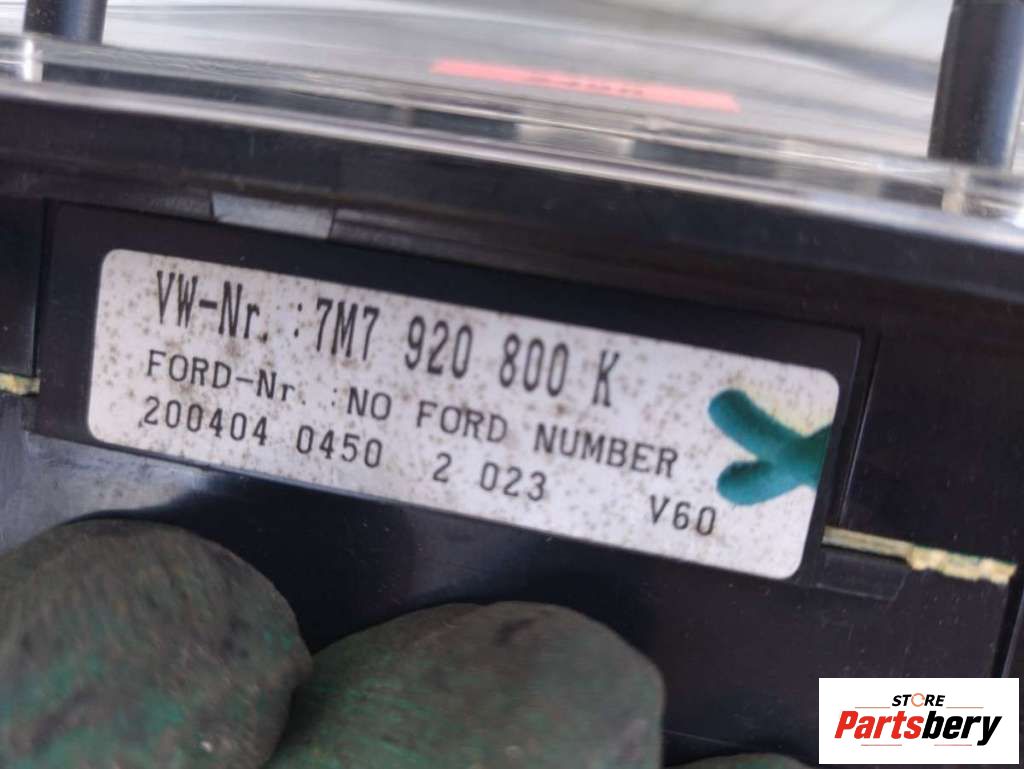 VW-Nr. :7M7 920 800 K
FORD-Nr. :NO FORD NUMBER
200404 0450 2 023 V60
STORE
Partsbery